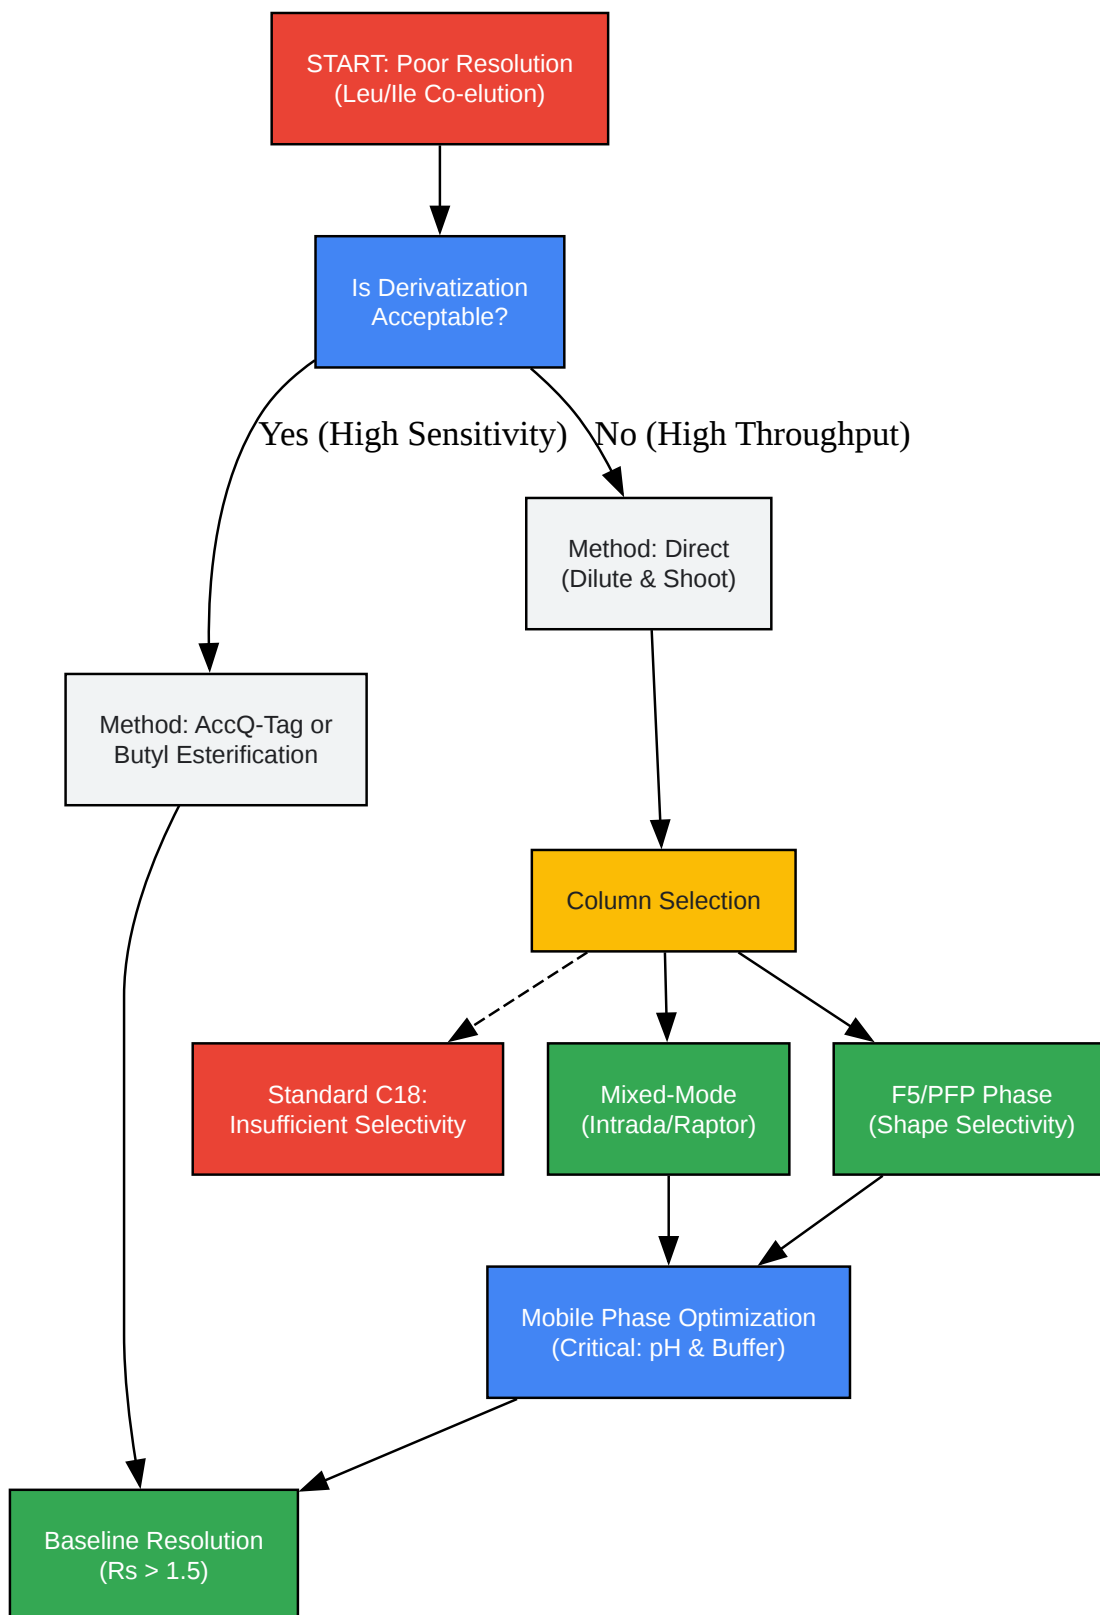 START: Poor Resolution
(Leu/Ile Co-elution)
Is Derivatization
Acceptable?
Yes (High Sensitivity)
No (High Throughput)
Method: Direct
(Dilute & Shoot)
Method: AccQ-Tag or
Butyl Esterification
Column Selection
Standard C18:
Insufficient Selectivity
Mixed-Mode
(Intrada/Raptor)
F5/PFP Phase
(Shape Selectivity)
Mobile Phase Optimization
(Critical: pH & Buffer)
Baseline Resolution
(Rs > 1.5)